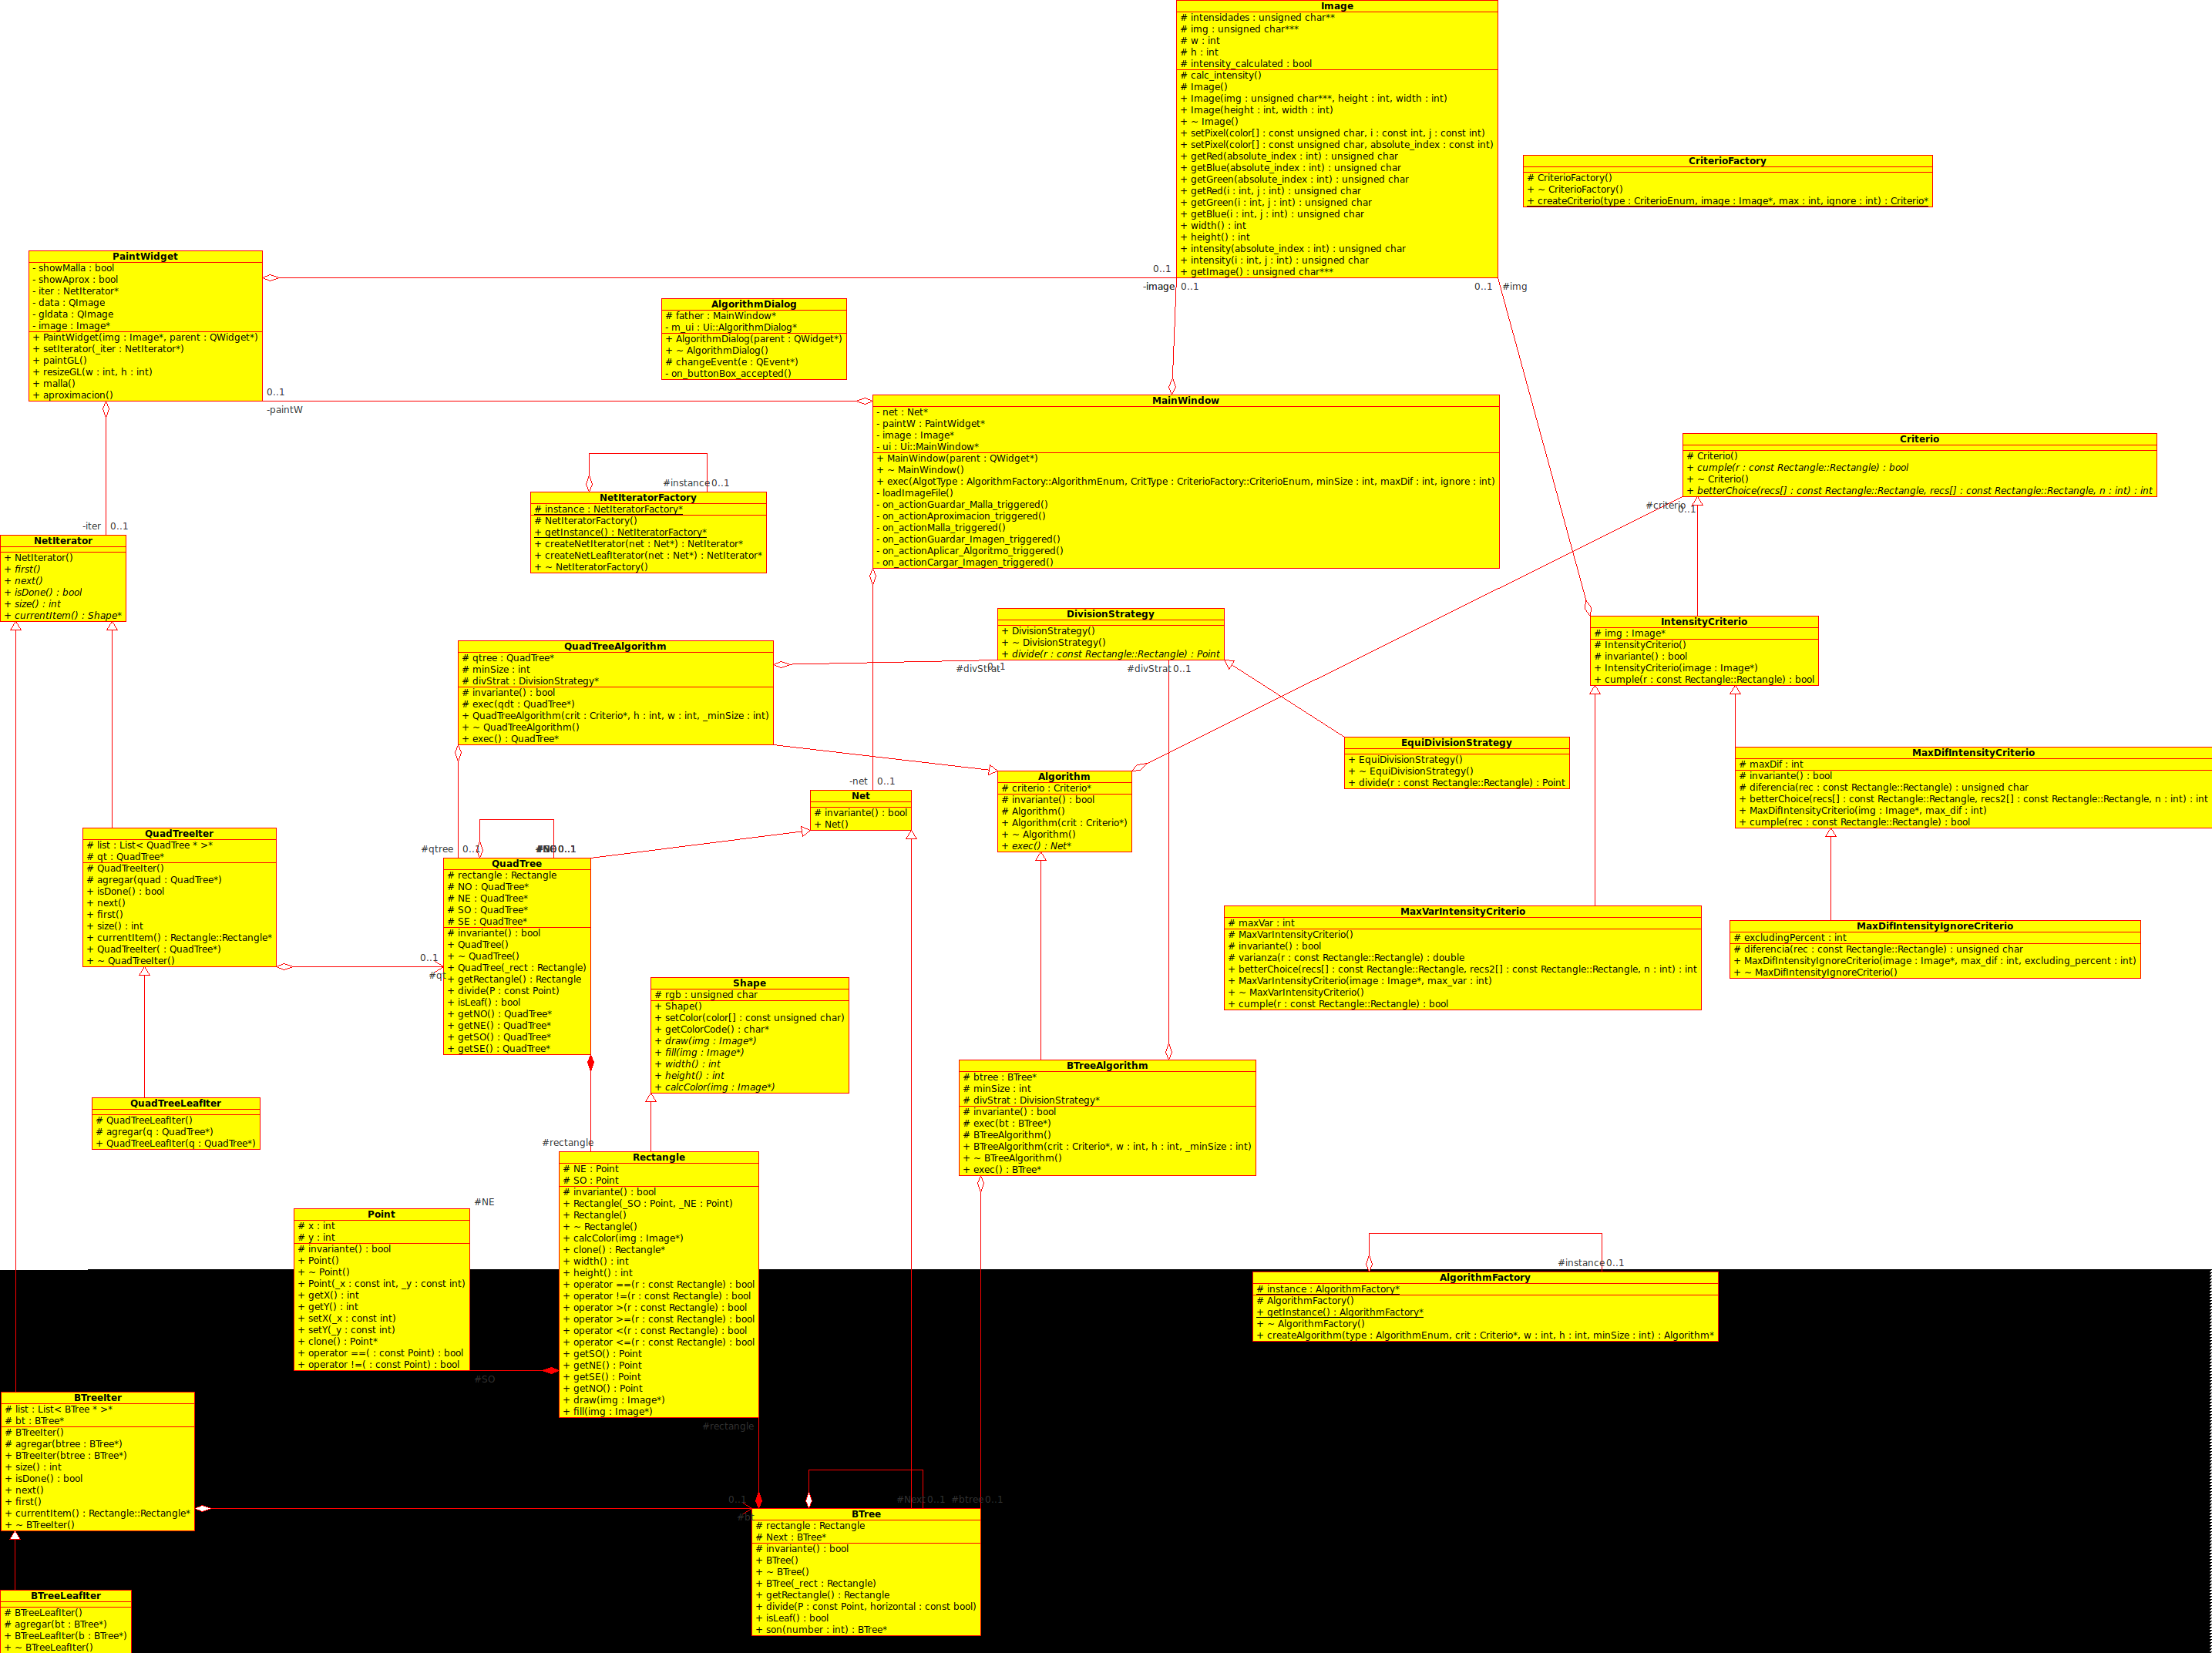 Image
# intensidades : unsigned char**
# img : unsigned char***
# w : int
# h : int
# intensity_calculated : bool
# calc_intensity()
# Image()
+ Image(img : unsigned char***, height : int, width : int)
+ Image(height : int, width : int)
+ ~ Image()
+ setPixel(color[] : const unsigned char, i : const int, j : const int)
+ setPixel(color[] : const unsigned char, absolute_index : const int)
+ getRed(absolute_index : int) : unsigned char
+ getBlue(absolute_index : int) : unsigned char
+ getGreen(absolute_index : int) : unsigned char
+ getRed(i : int, j : int) : unsigned char
+ getGreen(i : int, j : int) : unsigned char
+ getBlue(i : int, j : int) : unsigned char
+ width() : int
+ height() : int
+ intensity(absolute_index : int) : unsigned char
+ intensity(i : int, j : int) : unsigned char
+ getImage() : unsigned char***
CriterioFactory
# CriterioFactory()
+ ~ CriterioFactory()
+ createCriterio(type : CriterioEnum, image : Image*, max : int, ignore : int) : Criterio*
PaintWidget
- showMalla : bool
- showAprox : bool
- iter : NetIterator*
- data : QImage
- gldata : QImage
- image : Image*
+ PaintWidget(img : Image*, parent : QWidget*)
+ setIterator(_iter : NetIterator*)
+ paintGL()
+ resizeGL(w : int, h : int)
+ malla()
+ aproximacion()
0..1
-image 0..1
0..1 #img
AlgorithmDialog
# father : MainWindow*
- m_ui : Ui::AlgorithmDialog*
+ AlgorithmDialog(parent : QWidget*)
+ ~ AlgorithmDialog()
# changeEvent(e : QEvent*)
- on_buttonBox_accepted()
0..1
-paintW
MainWindow
- net : Net*
- paintW : PaintWidget*
- image : Image*
- ui : Ui::MainWindow*
+ MainWindow(parent : QWidget*)
+ ~ MainWindow()
+ exec(AlgotType : AlgorithmFactory::AlgorithmEnum, CritType : CriterioFactory::CriterioEnum, minSize : int, maxDif : int, ignore : int)
- loadImageFile()
- on_actionGuardar_Malla_triggered()
- on_actionAproximacion_triggered()
- on_actionMalla_triggered()
- on_actionGuardar_Imagen_triggered()
- on_actionAplicar_Algoritmo_triggered()
- on_actionCargar_Imagen_triggered()
Criterio
# Criterio()
+ cumple(r : const Rectangle::Rectangle) : bool
+ ~ Criterio()
+ betterChoice(recs[] : const Rectangle::Rectangle, recs[] : const Rectangle::Rectangle, n : int) : int
#criterio
0..1
#instance 0..1
NetIteratorFactory
# instance : NetIteratorFactory*
# NetIteratorFactory()
+ getInstance() : NetIteratorFactory*
+ createNetIterator(net : Net*) : NetIterator*
+ createNetLeafIterator(net : Net*) : NetIterator*
+ ~ NetIteratorFactory()
-iter 0..1
NetIterator
+ NetIterator()
+ first()
+ next()
+ isDone() : bool
+ size() : int
+ currentItem() : Shape*
DivisionStrategy
+ DivisionStrategy()
+ ~ DivisionStrategy()
+ divide(r : const Rectangle::Rectangle) : Point
#divStrat 0..1
#divStrat 0..1
IntensityCriterio
# img : Image*
# IntensityCriterio()
# invariante() : bool
+ IntensityCriterio(image : Image*)
+ cumple(r : const Rectangle::Rectangle) : bool
QuadTreeAlgorithm
# qtree : QuadTree*
# minSize : int
# divStrat : DivisionStrategy*
# invariante() : bool
# exec(qdt : QuadTree*)
+ QuadTreeAlgorithm(crit : Criterio*, h : int, w : int, _minSize : int)
+ ~ QuadTreeAlgorithm()
+ exec() : QuadTree*
EquiDivisionStrategy
+ EquiDivisionStrategy()
+ ~ EquiDivisionStrategy()
+ divide(r : const Rectangle::Rectangle) : Point
MaxDifIntensityCriterio
# maxDif : int
# invariante() : bool
# diferencia(rec : const Rectangle::Rectangle) : unsigned char
+ betterChoice(recs[] : const Rectangle::Rectangle, recs2[] : const Rectangle::Rectangle, n : int) : int
+ MaxDifIntensityCriterio(img : Image*, max_dif : int)
+ cumple(rec : const Rectangle::Rectangle) : bool
Algorithm
# criterio : Criterio*
# invariante() : bool
# Algorithm()
+ Algorithm(crit : Criterio*)
+ ~ Algorithm()
+ exec() : Net*
-net 0..1
Net
# invariante() : bool
+ Net()
QuadTreeIter
# list : List< QuadTree * >*
# qt : QuadTree*
# QuadTreeIter()
# agregar(quad : QuadTree*)
+ isDone() : bool
+ next()
+ first()
+ size() : int
+ currentItem() : Rectangle::Rectangle*
+ QuadTreeIter( : QuadTree*)
+ ~ QuadTreeIter()
#qtree 0..1
0..1
QuadTree
# rectangle : Rectangle
# NO : QuadTree*
# NE : QuadTree*
# SO : QuadTree*
# SE : QuadTree*
# invariante() : bool
+ QuadTree()
+ ~ QuadTree()
+ QuadTree(_rect : Rectangle)
+ getRectangle() : Rectangle
+ divide(P : const Point)
+ isLeaf() : bool
+ getNO() : QuadTree*
+ getNE() : QuadTree*
+ getSO() : QuadTree*
+ getSE() : QuadTree*
0..1
#qt
MaxVarIntensityCriterio
# maxVar : int
# MaxVarIntensityCriterio()
# invariante() : bool
# varianza(r : const Rectangle::Rectangle) : double
+ betterChoice(recs[] : const Rectangle::Rectangle, recs2[] : const Rectangle::Rectangle, n : int) : int
+ MaxVarIntensityCriterio(image : Image*, max_var : int)
+ ~ MaxVarIntensityCriterio()
+ cumple(r : const Rectangle::Rectangle) : bool
MaxDifIntensityIgnoreCriterio
# excludingPercent : int
# diferencia(rec : const Rectangle::Rectangle) : unsigned char
+ MaxDifIntensityIgnoreCriterio(image : Image*, max_dif : int, excluding_percent : int)
+ ~ MaxDifIntensityIgnoreCriterio()
Shape
# rgb : unsigned char
+ Shape()
+ setColor(color[] : const unsigned char)
+ getColorCode() : char*
+ draw(img : Image*)
+ fill(img : Image*)
+ width() : int
+ height() : int
+ calcColor(img : Image*)
BTreeAlgorithm
# btree : BTree*
# minSize : int
# divStrat : DivisionStrategy*
# invariante() : bool
# exec(bt : BTree*)
# BTreeAlgorithm()
+ BTreeAlgorithm(crit : Criterio*, w : int, h : int, _minSize : int)
+ ~ BTreeAlgorithm()
+ exec() : BTree*
QuadTreeLeafIter
# QuadTreeLeafIter()
# agregar(q : QuadTree*)
+ QuadTreeLeafIter(q : QuadTree*)
#rectangle
Rectangle
# NE : Point
# SO : Point
# invariante() : bool
+ Rectangle(_SO : Point, _NE : Point)
+ Rectangle()
+ ~ Rectangle()
+ calcColor(img : Image*)
+ clone() : Rectangle*
+ width() : int
+ height() : int
+ operator ==(r : const Rectangle) : bool
+ operator !=(r : const Rectangle) : bool
+ operator >(r : const Rectangle) : bool
+ operator >=(r : const Rectangle) : bool
+ operator <(r : const Rectangle) : bool
+ operator <=(r : const Rectangle) : bool
+ getSO() : Point
+ getNE() : Point
+ getSE() : Point
+ getNO() : Point
+ draw(img : Image*)
+ fill(img : Image*)
#NE
Point
# x : int
# y : int
# invariante() : bool
+ Point()
+ ~ Point()
+ Point(_x : const int, _y : const int)
+ getX() : int
+ getY() : int
+ setX(_x : const int)
+ setY(_y : const int)
+ clone() : Point*
+ operator ==( : const Point) : bool
+ operator !=( : const Point) : bool
#SO
#instance 0..1
AlgorithmFactory
# instance : AlgorithmFactory*
# AlgorithmFactory()
+ getInstance() : AlgorithmFactory*
+ ~ AlgorithmFactory()
+ createAlgorithm(type : AlgorithmEnum, crit : Criterio*, w : int, h : int, minSize : int) : Algorithm*
BTreeIter
# list : List< BTree * >*
# bt : BTree*
# BTreeIter()
# agregar(btree : BTree*)
+ BTreeIter(btree : BTree*)
+ size() : int
+ isDone() : bool
+ next()
+ first()
+ currentItem() : Rectangle::Rectangle*
+ ~ BTreeIter()
#rectangle
0..1
#Next 0..1
#btree 0..1
BTree
# rectangle : Rectangle
# Next : BTree*
# invariante() : bool
+ BTree()
+ ~ BTree()
+ BTree(_rect : Rectangle)
+ getRectangle() : Rectangle
+ divide(P : const Point, horizontal : const bool)
+ isLeaf() : bool
+ son(number : int) : BTree*
BTreeLeafIter
# BTreeLeafIter()
# agregar(bt : BTree*)
+ BTreeLeafIter(b : BTree*)
+ ~ BTreeLeafIter()